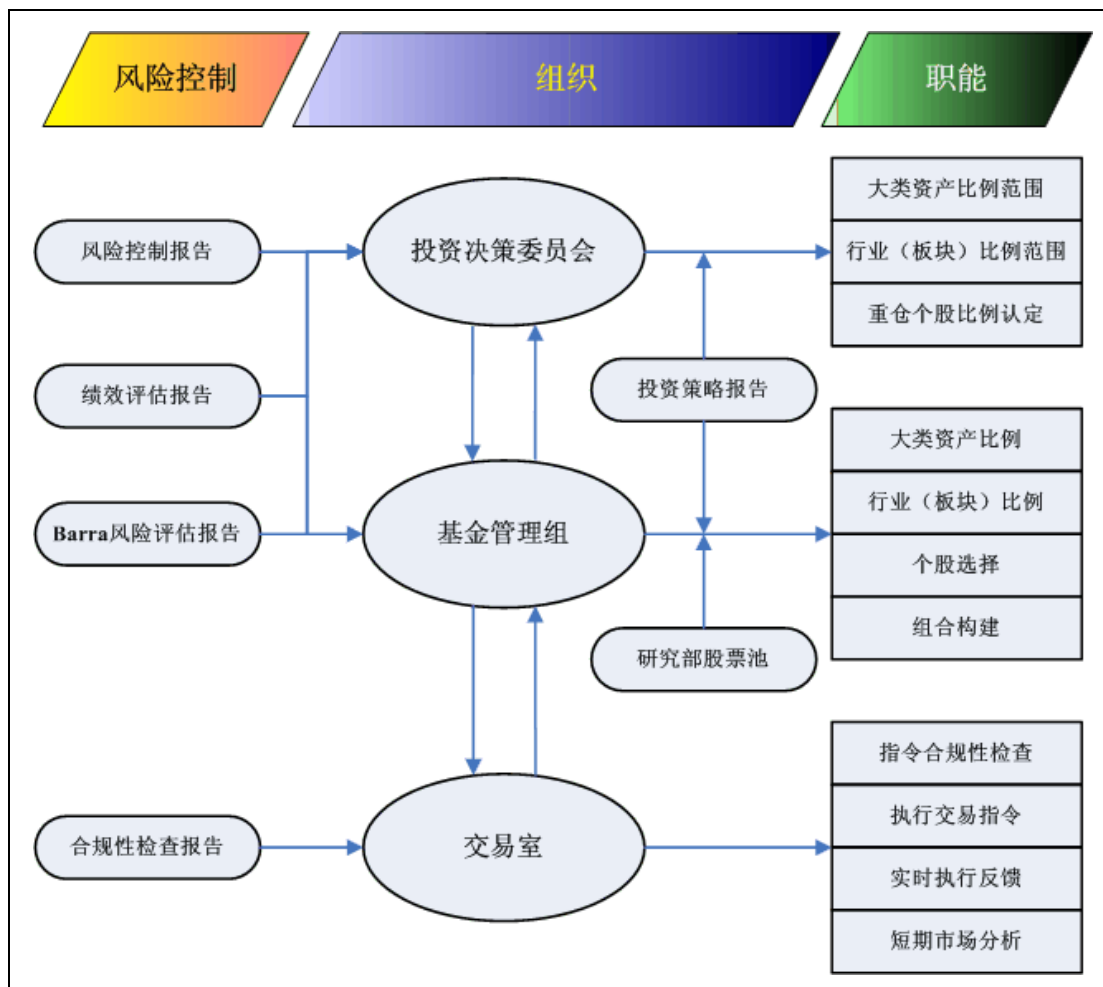 风险控制
组织
职能
大类资产比例范围
风险控制报告
投资决策委员会
行业（板块）比例范围
重仓个股比例认定
绩效评估报告
投资策略报告
大类资产比例
行业（板块）比例
Barra风险评估报告
基金管理组
个股选择
组合构建
研究部股票池
指令合规性检查
执行交易指令
合规性检查报告
交易室
实时执行反馈
短期市场分析